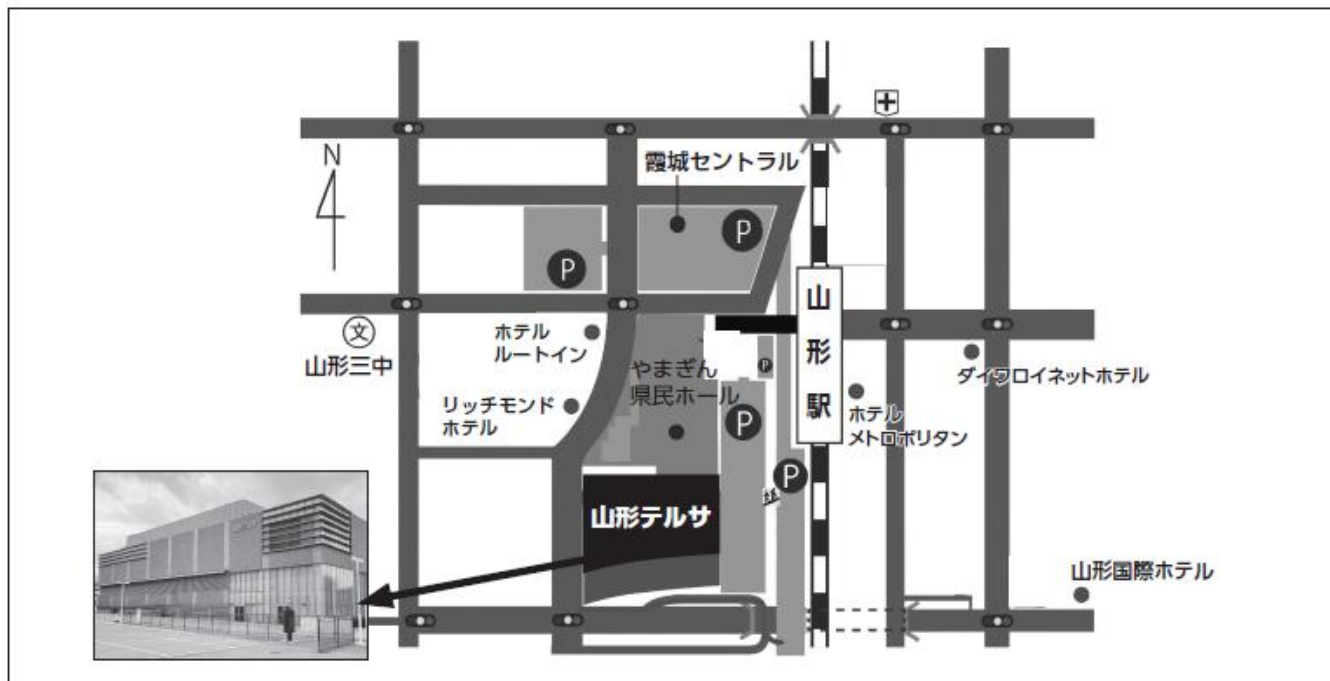 N
霞城セントラル
P
P
山形駅
文
山形三中
ホテル
ルートイン
やまぎん
県民ホール
P
ダイワロイネットホテル
リッチモンド
ホテル
P
ホテル
メトロポリタン
P
山形テルサ
山形国際ホテル